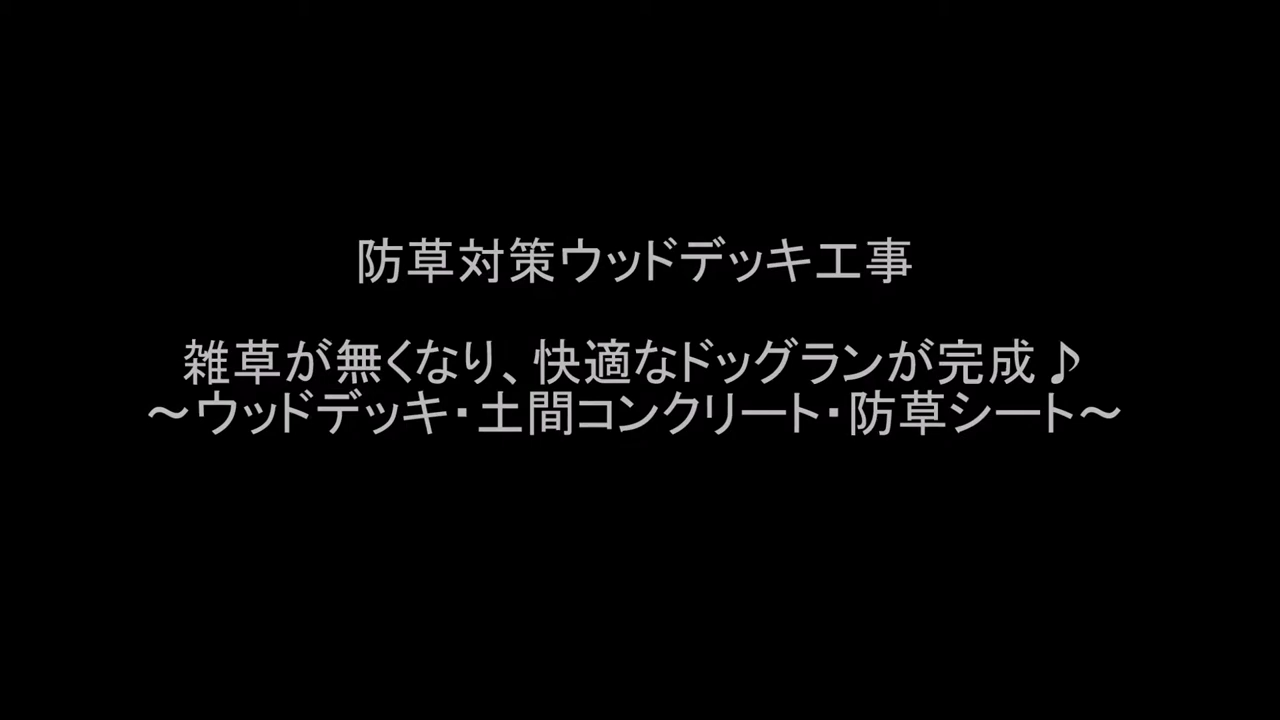 防草対策ウッドデッキ工事
雑草が無くなり、快適なドッグランが完成♪
～ウッドデッキ・土間コンクリート・防草シート～